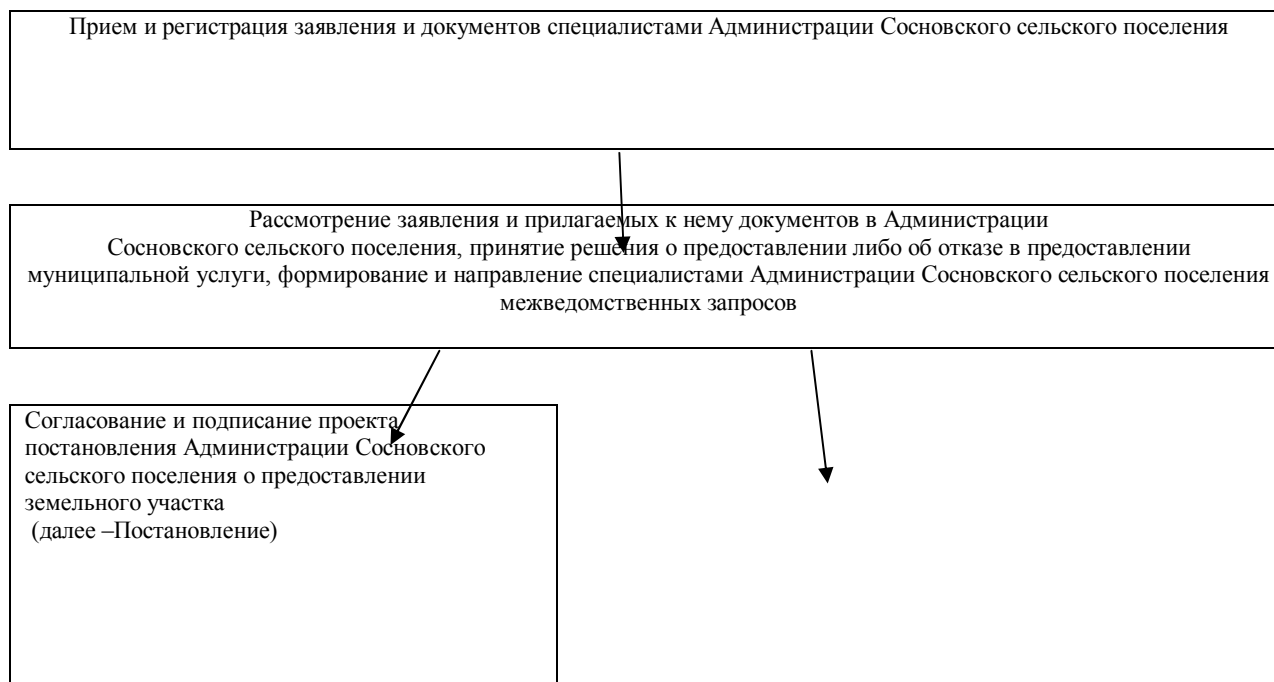 Прием и регистрация заявления и документов специалистами Администрации Сосновского сельского поселения
Рассмотрение заявления и прилагаемых к нему документов в Администрации
Сосновского сельского поселения, принятие решения о предоставлении либо об отказе в предоставлении
муниципальной услуги, формирование и направление специалистами Администрации Сосновского сельского поселения
межведомственных запросов
Согласование и подписание проекта
постановления Администрации Сосновского
сельского поселения о предоставлении
земельного участка
(далее –Постановление)